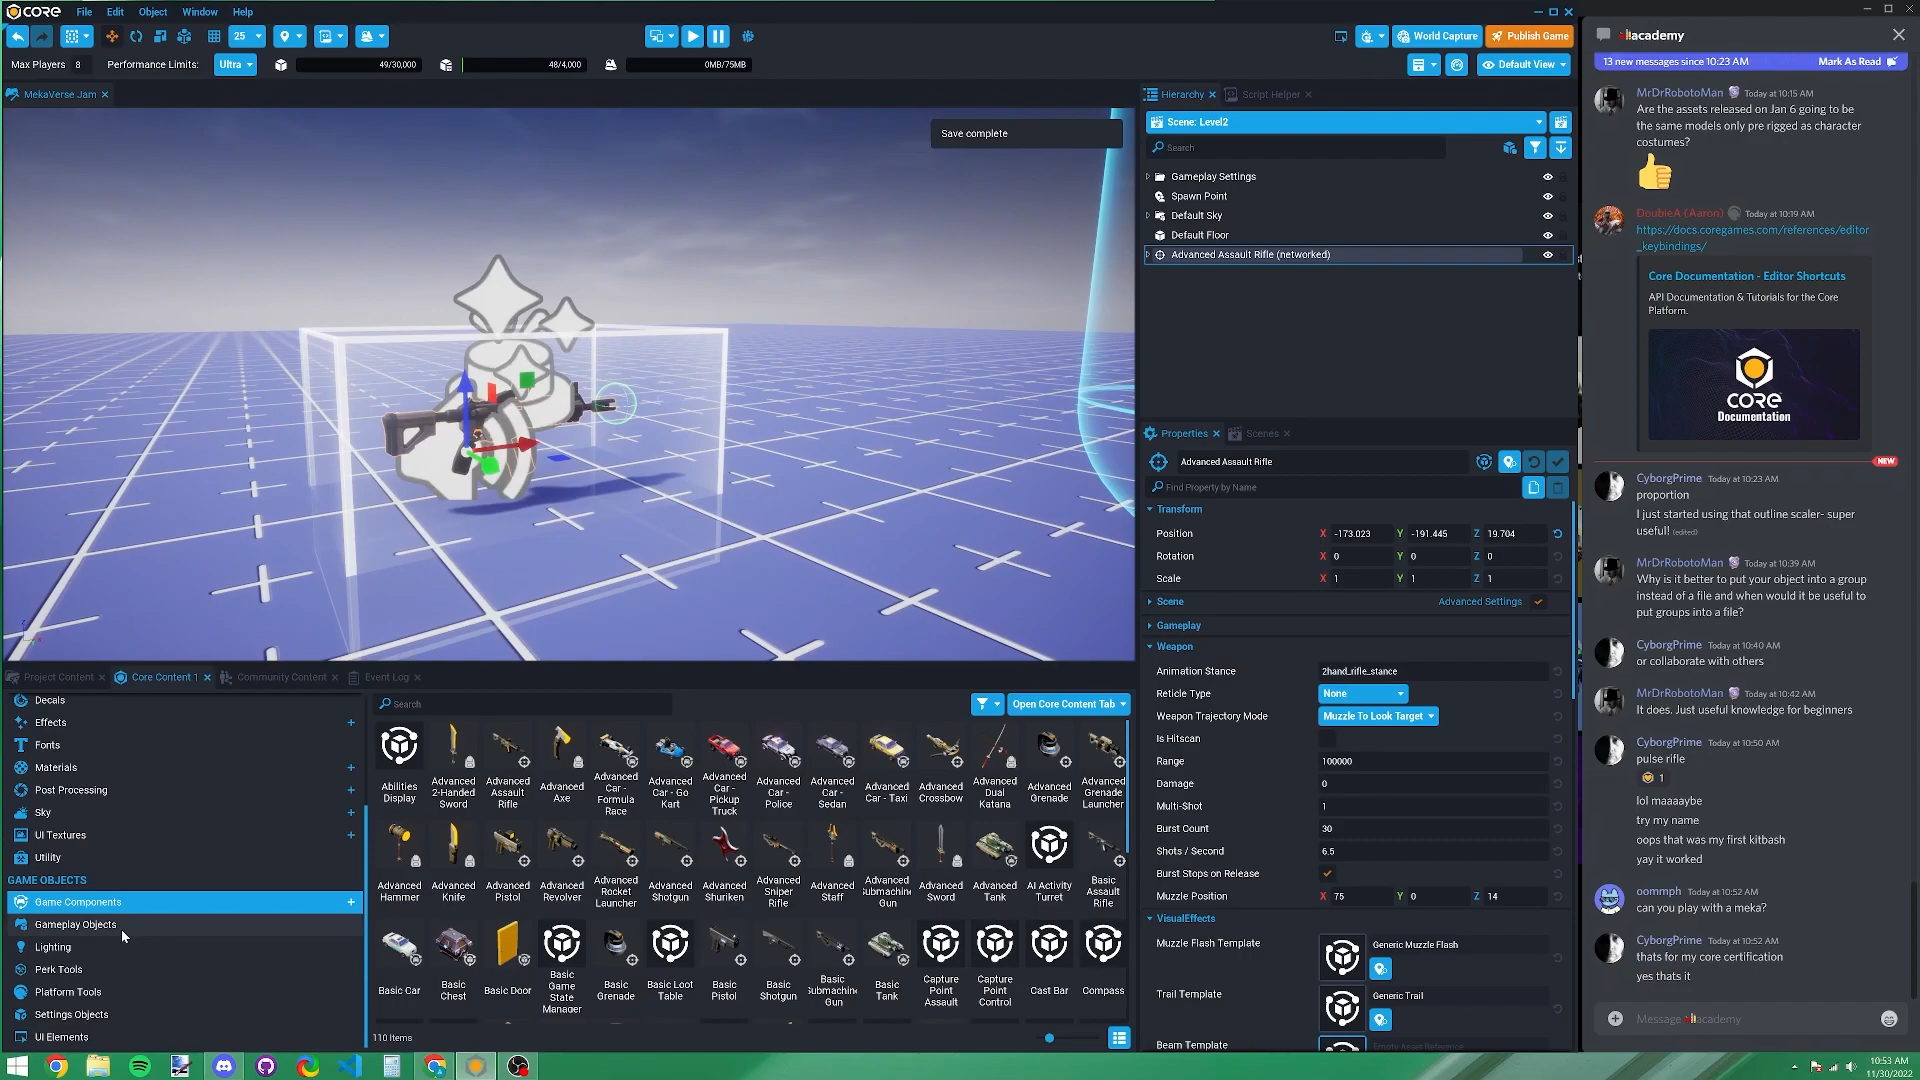 CORE File Edit Object Window Help
25
World Capture Publish Game
Max Players 8 Performance Limits: Ultra 49/30,000 48/4,000 0MB/75MB Default View
MekaVerse Jam
Save complete
Hierarchy Script Helper
Scene: Level2
Search
Gameplay Settings
Spawn Point
Default Sky
Default Floor
Advanced Assault Rifle (networked)
Properties Scenes
Advanced Assault Rifle
Find Property by Name
Transform
Position X -173.023 Y -191.445 Z 19.704
Rotation X 0 Y 0 Z 0
Scale X 1 Y 1 Z 1
Scene Advanced Settings
Gameplay
Weapon
Animation Stance 2hand_rifle_stance
Reticle Type None
Weapon Trajectory Mode Muzzle To Look Target
Is Hitscan
Range 100000
Damage 0
Multi-Shot 1
Burst Count 30
Shots / Second 6.5
Burst Stops on Release
Muzzle Position X 75 Y 0 Z 14
VisualEffects
Muzzle Flash Template Generic Muzzle Flash
Trail Template Generic Trail
Beam Template Empty Asset Reference
Project Content Core Content 1 Community Content Event Log
Decals
Effects
Fonts
Materials
Post Processing
Sky
UI Textures
Utility
GAME OBJECTS
Game Components
Gameplay Objects
Lighting
Perk Tools
Platform Tools
Settings Objects
UI Elements
Search Open Core Content Tab
Abilities Display
Advanced 2-Handed Sword
Advanced Assault Rifle
Advanced Axe
Advanced Car - Formula Race
Advanced Car - Go Kart
Advanced Car - Pickup Truck
Advanced Car - Police
Advanced Car - Sedan
Advanced Car - Taxi
Advanced Crossbow
Advanced Dual Katana
Advanced Grenade
Advanced Grenade Launcher
Advanced Hammer
Advanced Knife
Advanced Pistol
Advanced Revolver
Advanced Rocket Launcher
Advanced Shotgun
Advanced Shuriken
Advanced Sniper Rifle
Advanced Staff
Advanced Submachine Gun
Advanced Sword
Advanced Tank
AI Activity Turret
Basic Assault Rifle
Basic Car
Basic Chest
Basic Door
Basic Game State Manager
Basic Grenade
Basic Loot Table
Basic Pistol
Basic Shotgun
Basic Submachine Gun
Basic Tank
Capture Point Assault
Capture Point Control
Cast Bar
Compass
110 Items
academy
13 new messages since 10:23 AM Mark As Read
MrDrRobotoMan Today at 10:15 AM
Are the assets released on Jan 6 going to be
the same models only pre rigged as character
costumes?
DoubleA (Aaron) Today at 10:19 AM
https://docs.coregames.com/references/editor
_keybindings/
Core Documentation - Editor Shortcuts
API Documentation & Tutorials for the Core
Platform.
CORE
Documentation
NEW
CyborgPrime Today at 10:23 AM
proportion
I just started using that outline scaler- super
useful! (edited)
MrDrRobotoMan Today at 10:39 AM
Why is it better to put your object into a group
instead of a file and when would it be useful to
put groups into a file?
CyborgPrime Today at 10:40 AM
or collaborate with others
MrDrRobotoMan Today at 10:42 AM
It does. Just useful knowledge for beginners
CyborgPrime Today at 10:50 AM
pulse rifle
1
lol maaaaybe
try my name
oops that was my first kitbash
yay it worked
oommph Today at 10:52 AM
can you play with a meka?
CyborgPrime Today at 10:52 AM
thats for my core certification
yes thats it
Message academy
10:53 AM
11/30/2022